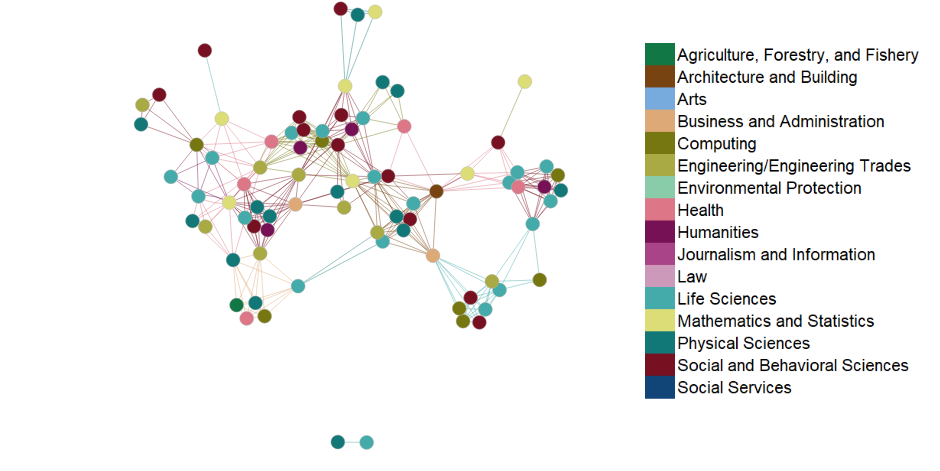 Agriculture, Forestry, and Fishery
Architecture and Building
Arts
Business and Administration
Computing
Engineering/Engineering Trades
Environmental Protection
Health
Humanities
Journalism and Information
Law
Life Sciences
Mathematics and Statistics
Physical Sciences
Social and Behavioral Sciences
Social Services